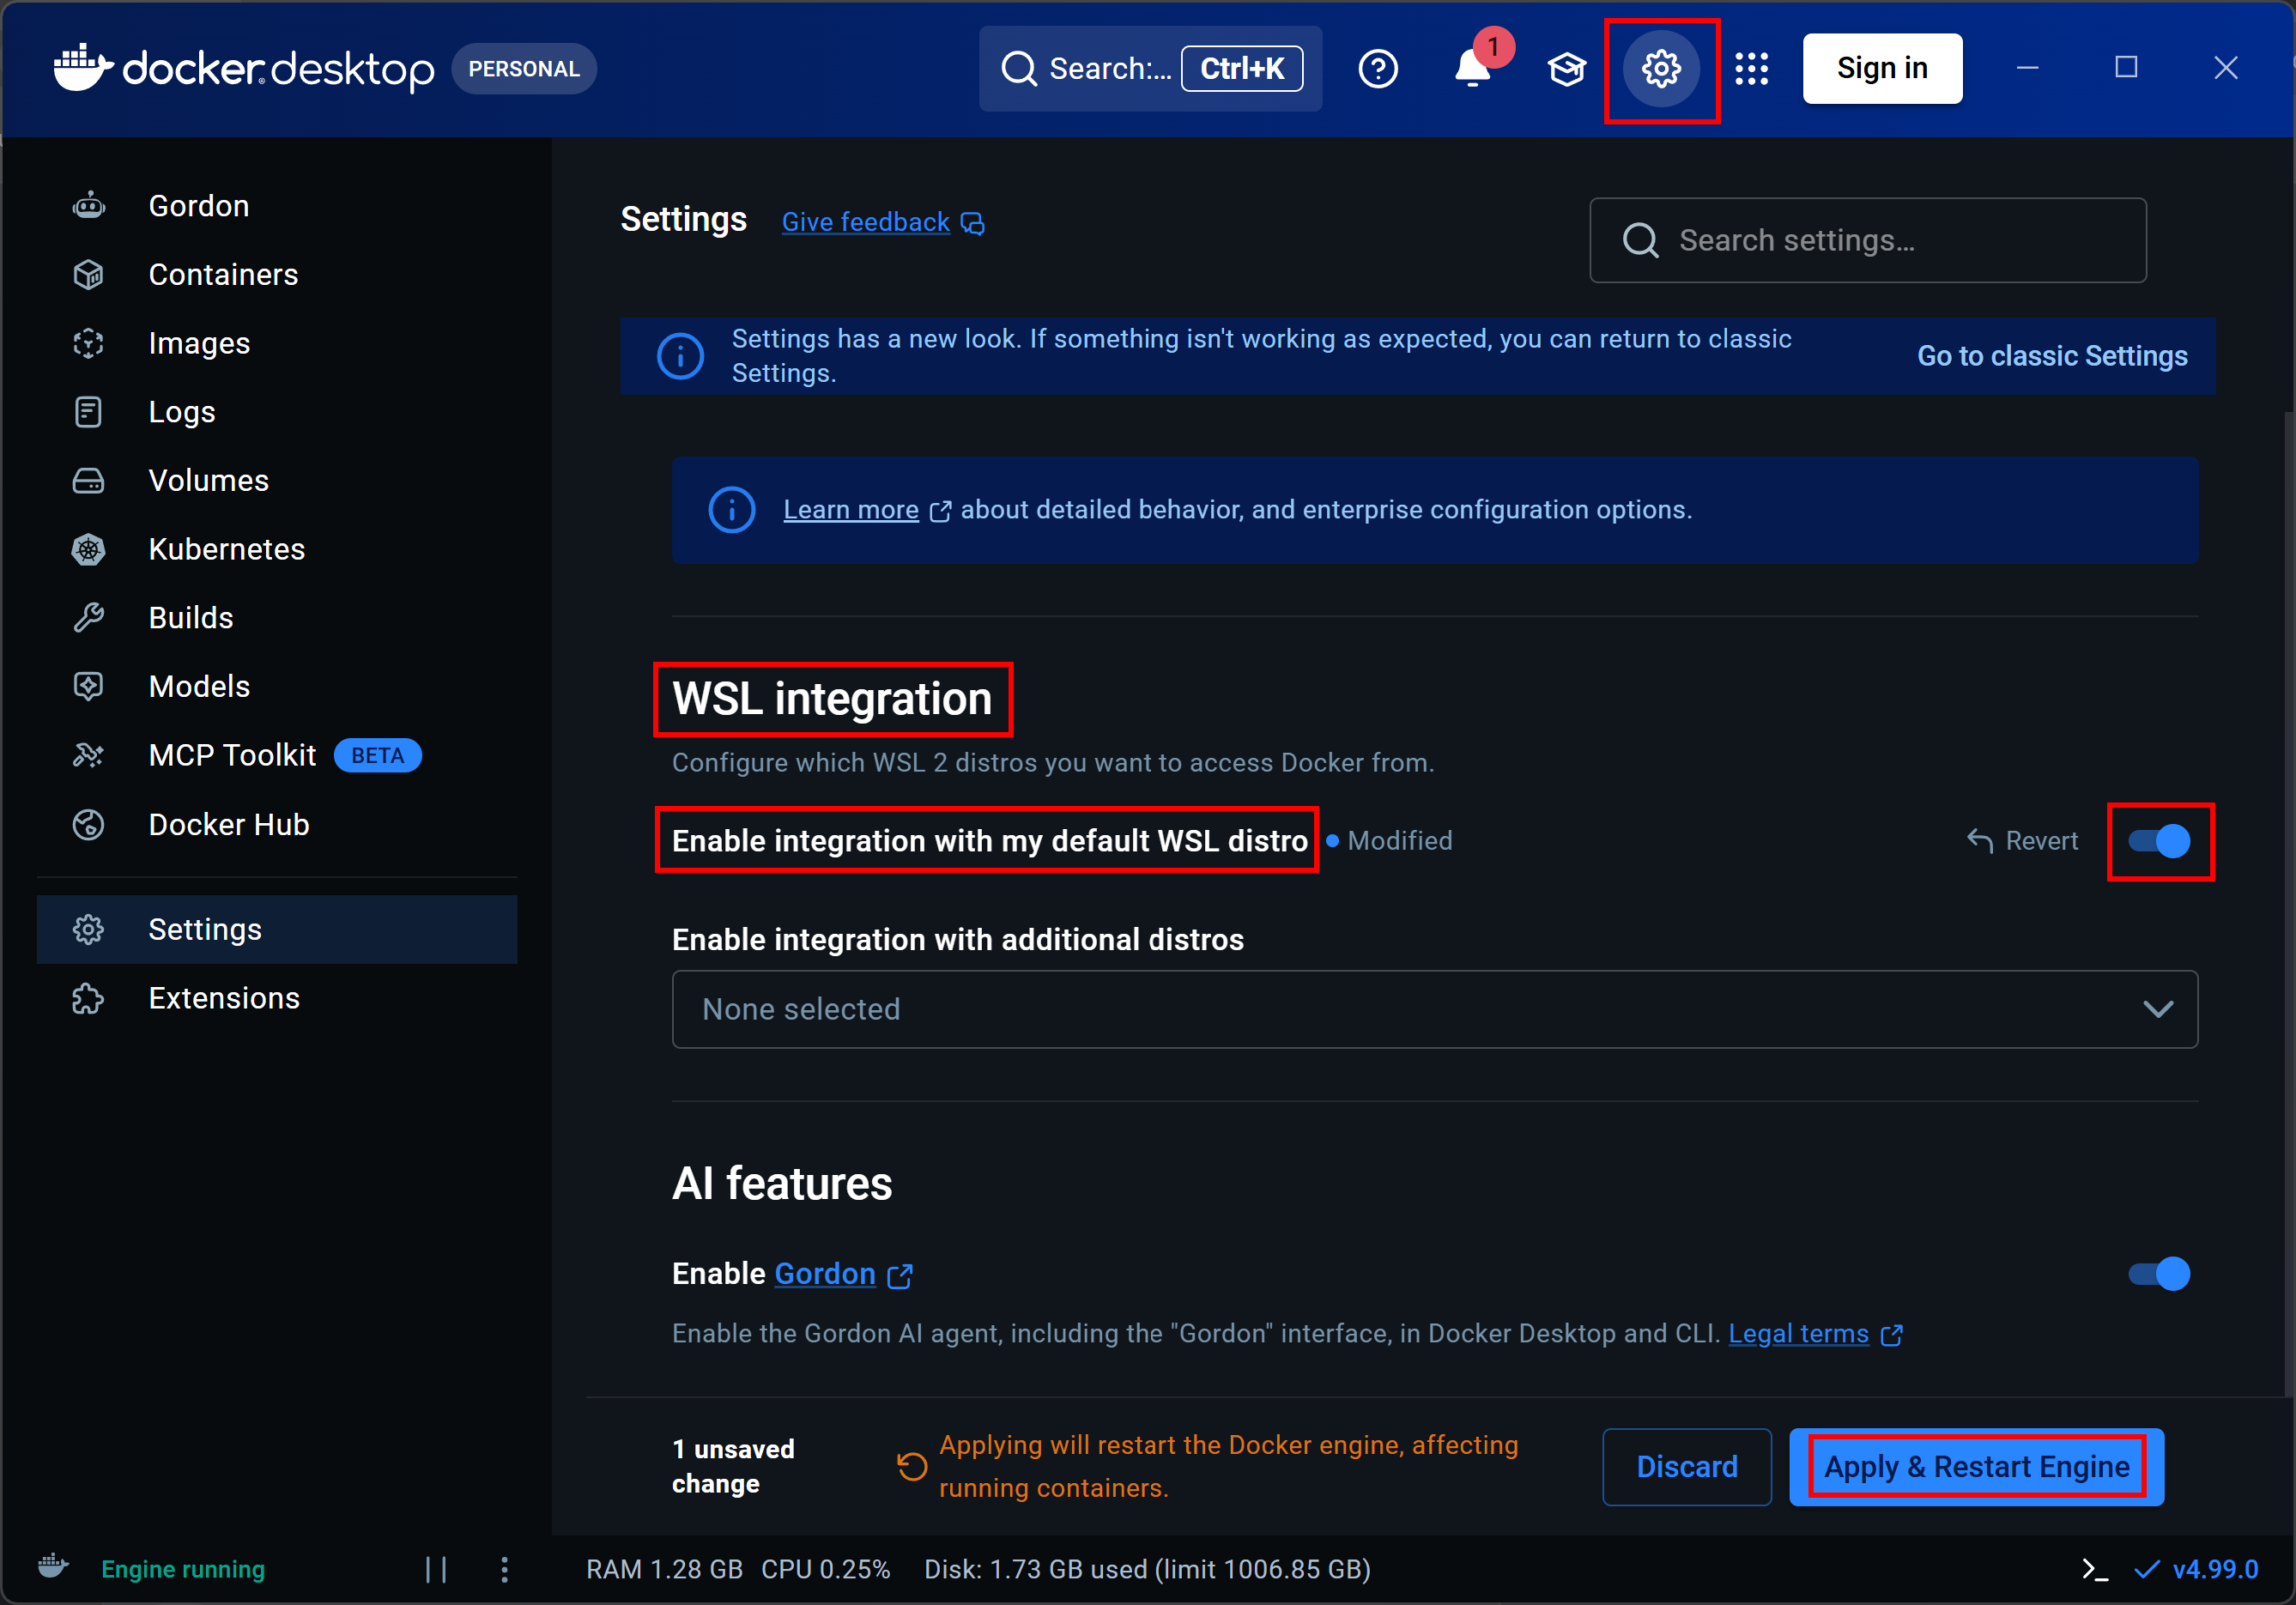 docker desktop PERSONAL
Search:... Ctrl+K
1
Sign in
Gordon
Containers
Images
Logs
Volumes
Kubernetes
Builds
Models
MCP Toolkit BETA
Docker Hub
Settings
Extensions
Settings Give feedback
Search settings...
Settings has a new look. If something isn't working as expected, you can return to classic
Settings.
Go to classic Settings
Learn more about detailed behavior, and enterprise configuration options.
WSL integration
Configure which WSL 2 distros you want to access Docker from.
Enable integration with my default WSL distro Modified Revert
Enable integration with additional distros
None selected
AI features
Enable Gordon
Enable the Gordon AI agent, including the "Gordon" interface, in Docker Desktop and CLI. Legal terms
1 unsaved
change
Applying will restart the Docker engine, affecting
running containers.
Discard
Apply & Restart Engine
Engine running
RAM 1.28 GB CPU 0.25% Disk: 1.73 GB used (limit 1006.85 GB)
v4.99.0